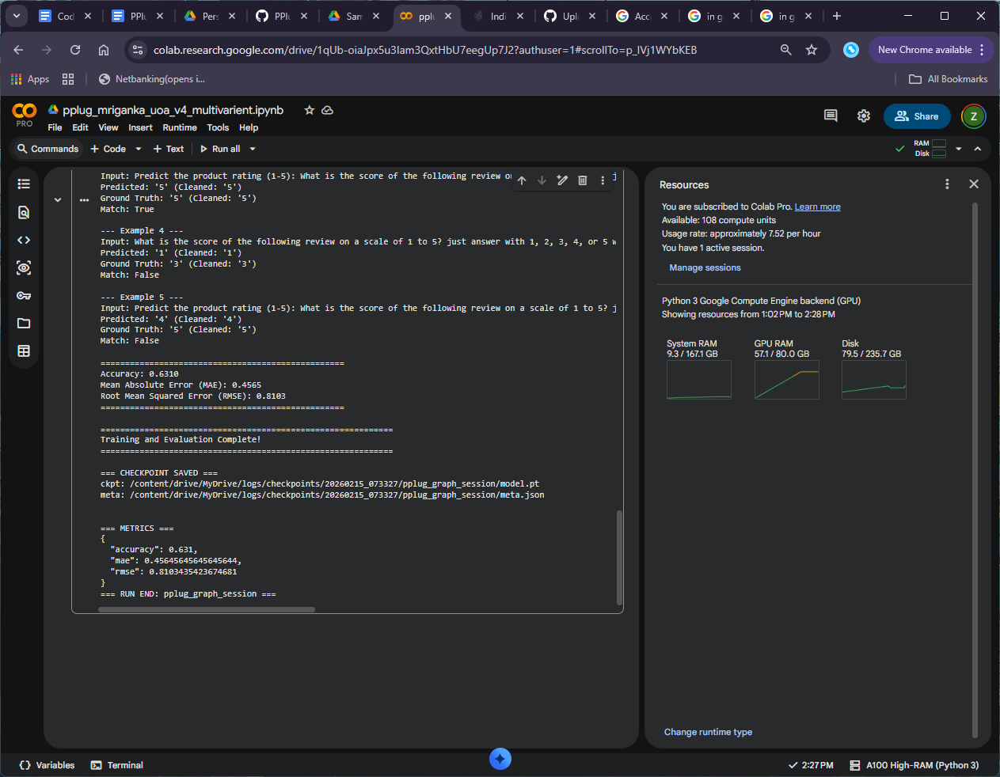 Cod
PPlu
Pers
PPlu
Sam
pplu
Indi
Uplo
Acc
in g
in g
colab.research.google.com/drive/1qUb-oiaJpx5u3Iam3QxtHbU7eegUp7J2?authuser=1#scrollTo=p_lVj1WYbKEB
New Chrome available
Apps
Netbanking(opens i...
All Bookmarks
PRO
pplug_mriganka_uoa_v4_multivarient.ipynb
File Edit View Insert Runtime Tools Help
Share
Z
Commands + Code + Text Run all
RAM
Disk
Input: Predict the product rating (1-5): What is the score of the following review o
Predicted: '5' (Cleaned: '5')
Ground Truth: '5' (Cleaned: '5')
Match: True
--- Example 4 ---
Input: What is the score of the following review on a scale of 1 to 5? just answer with 1, 2, 3, 4, or 5 w
Predicted: '1' (Cleaned: '1')
Ground Truth: '3' (Cleaned: '3')
Match: False
--- Example 5 ---
Input: Predict the product rating (1-5): What is the score of the following review on a scale of 1 to 5? j
Predicted: '4' (Cleaned: '4')
Ground Truth: '5' (Cleaned: '5')
Match: False
==================================================
Accuracy: 0.6310
Mean Absolute Error (MAE): 0.4565
Root Mean Squared Error (RMSE): 0.8103
==================================================
============================================================
Training and Evaluation Complete!
============================================================
=== CHECKPOINT SAVED ===
ckpt: /content/drive/MyDrive/logs/checkpoints/20260215_073327/pplug_graph_session/model.pt
meta: /content/drive/MyDrive/logs/checkpoints/20260215_073327/pplug_graph_session/meta.json
=== METRICS ===
{
"accuracy": 0.631,
"mae": 0.45645645645645644,
"rmse": 0.8103435423674681
}
=== RUN END: pplug_graph_session ===
Resources
You are subscribed to Colab Pro. Learn more
Available: 108 compute units
Usage rate: approximately 7.52 per hour
You have 1 active session.
Manage sessions
Python 3 Google Compute Engine backend (GPU)
Showing resources from 1:02 PM to 2:28 PM
System RAM
9.3 / 167.1 GB
GPU RAM
57.1 / 80.0 GB
Disk
79.5 / 235.7 GB
Change runtime type
Variables
Terminal
2:27 PM
A100 High-RAM (Python 3)